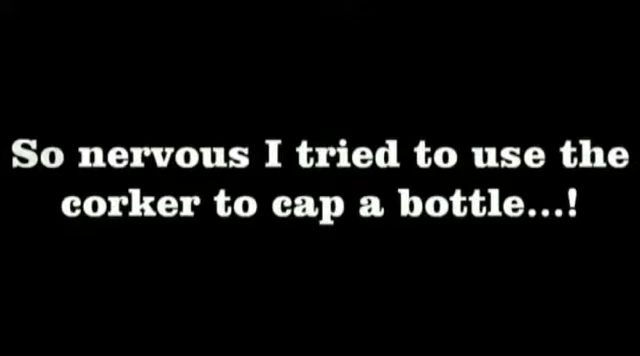 So nervous I tried to use the
corker to cap a bottle...!